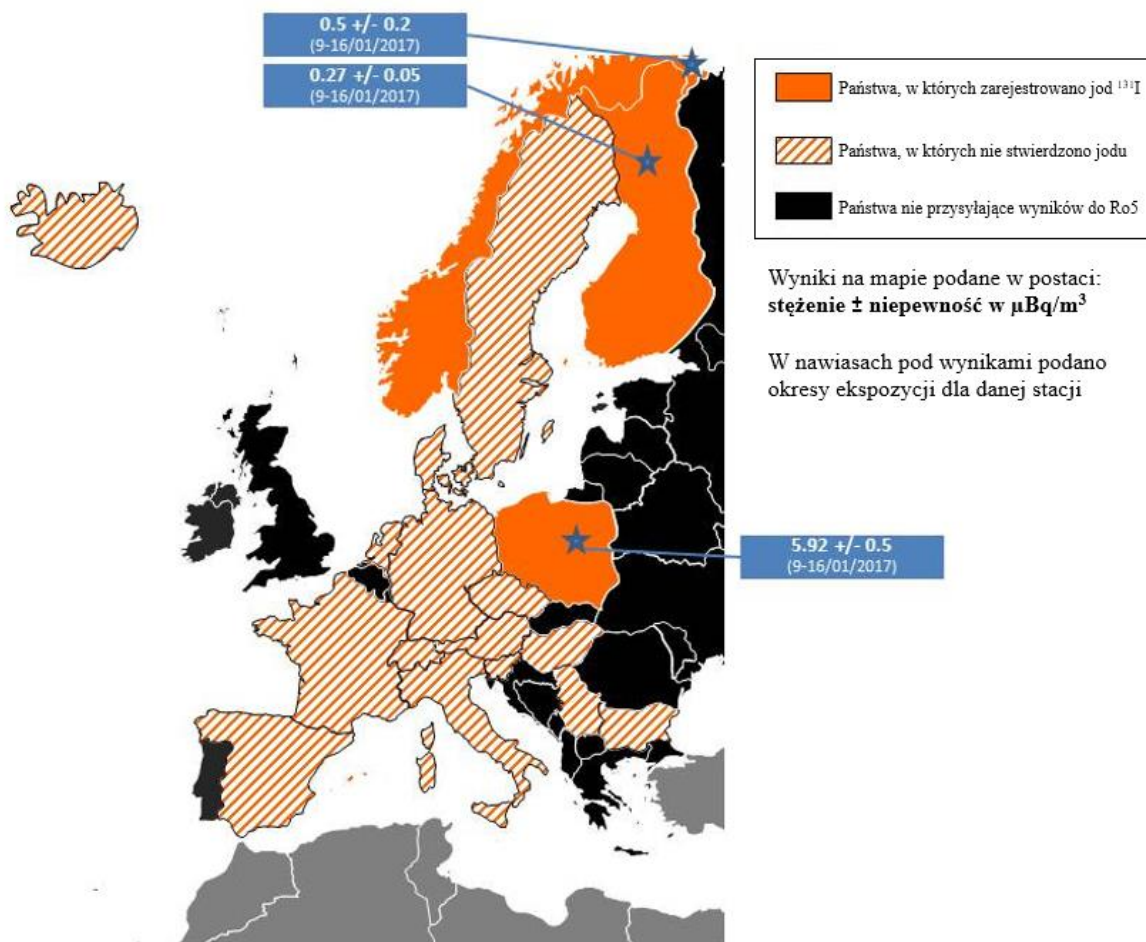 0.5 +/- 0.2
(9-16/01/2017)
0.27 +/- 0.05
(9-16/01/2017)
Państwa, w których zarejestrowano jod ¹³¹I
Państwa, w których nie stwierdzono jodu
Państwa nie przysyłające wyników do Ro5
Wyniki na mapie podane w postaci:
stężenie ± niepewność w µBq/m³
W nawiasach pod wynikami podano
okresy ekspozycji dla danej stacji
5.92 +/- 0.5
(9-16/01/2017)